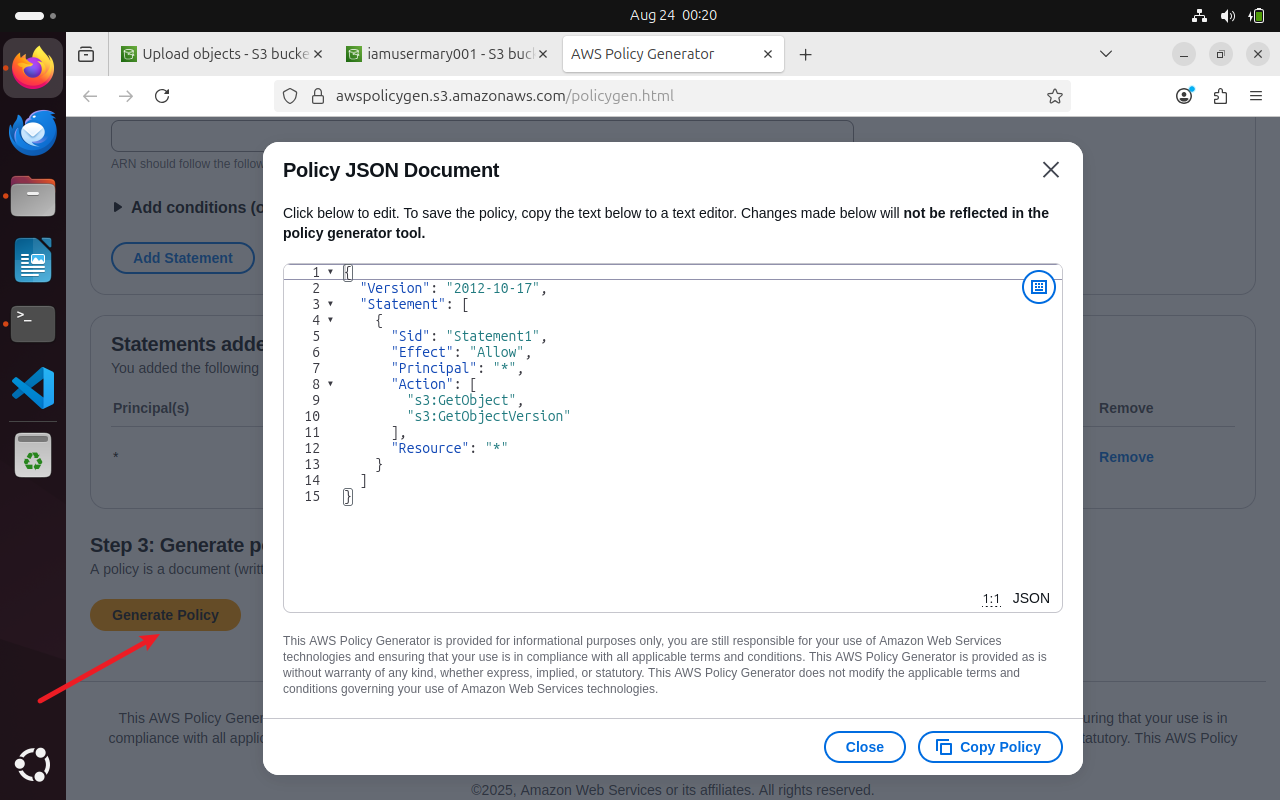 Aug 24 00:20
Upload objects - S3 bucke
iamusermary001 - S3 buc
AWS Policy Generator
awspolicygen.s3.amazonaws.com/policygen.html
ARN should follow the follow
Add conditions (o
Add Statement
Statements adde
You added the following
Principal(s)
Remove
*
Remove
Step 3: Generate p
A policy is a document (writt
Generate Policy
Policy JSON Document
Click below to edit. To save the policy, copy the text below to a text editor. Changes made below will not be reflected in the
policy generator tool.
1 {
2 "Version": "2012-10-17",
3 "Statement": [
4 {
5 "Sid": "Statement1",
6 "Effect": "Allow",
7 "Principal": "*",
8 "Action": [
9 "s3:GetObject",
10 "s3:GetObjectVersion"
11 ],
12 "Resource": "*"
13 }
14 ]
15 }
1:1 JSON
This AWS Policy Generator is provided for informational purposes only, you are still responsible for your use of Amazon Web Services
technologies and ensuring that your use is in compliance with all applicable terms and conditions. This AWS Policy Generator is provided as is
without warranty of any kind, whether express, implied, or statutory. This AWS Policy Generator does not modify the applicable terms and
conditions governing your use of Amazon Web Services technologies.
Close
Copy Policy
This AWS Policy Gener
uring that your use is in
compliance with all applic
tatutory. This AWS Policy
©2025, Amazon Web Services or its affiliates. All rights reserved.